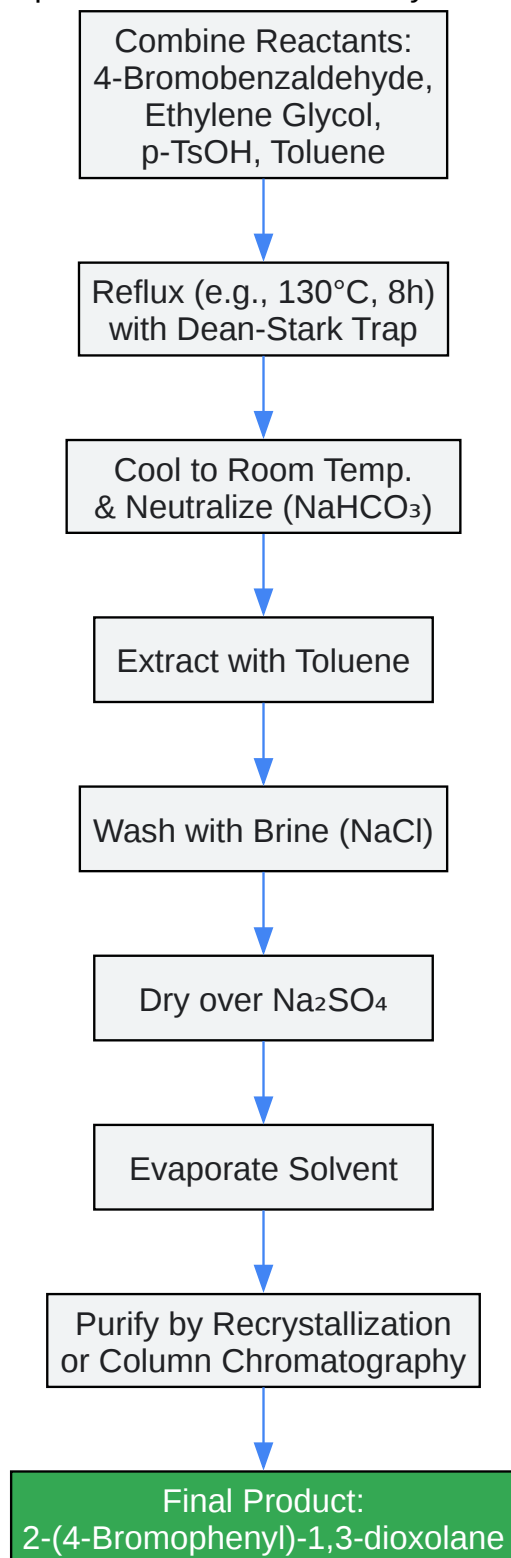 Combine Reactants:
4-Bromobenzaldehyde,
Ethylene Glycol,
p-TsOH, Toluene
Reflux (e.g., 130°C, 8h)
with Dean-Stark Trap
Cool to Room Temp.
& Neutralize (NaHCO₃)
Extract with Toluene
Wash with Brine (NaCl)
Dry over Na₂SO₄
Evaporate Solvent
Purify by Recrystallization
or Column Chromatography
Final Product:
2-(4-Bromophenyl)-1,3-dioxolane